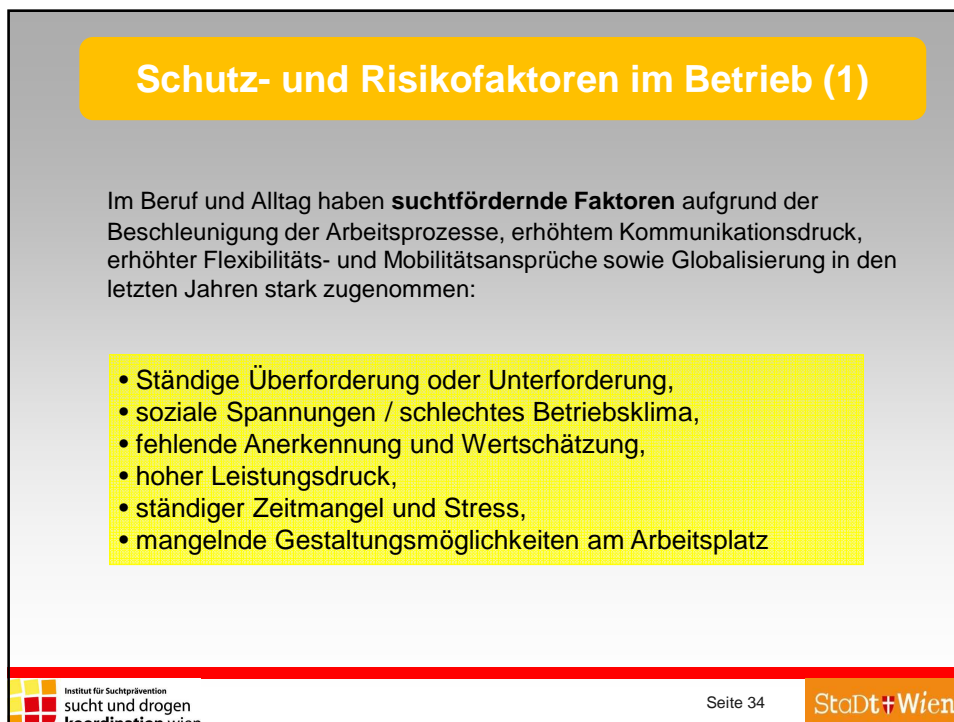 Schutz- und Risikofaktoren im Betrieb (1)
Im Beruf und Alltag haben suchtfördernde Faktoren aufgrund der
Beschleunigung der Arbeitsprozesse, erhöhtem Kommunikationsdruck,
erhöhter Flexibilitäts- und Mobilitätsansprüche sowie Globalisierung in den
letzten Jahren stark zugenommen:
• Ständige Überforderung oder Unterforderung,
• soziale Spannungen / schlechtes Betriebsklima,
• fehlende Anerkennung und Wertschätzung,
• hoher Leistungsdruck,
• ständiger Zeitmangel und Stress,
• mangelnde Gestaltungsmöglichkeiten am Arbeitsplatz
Institut für Suchtprävention
sucht und drogen
koordination wien
Seite 34
StaDt Wien